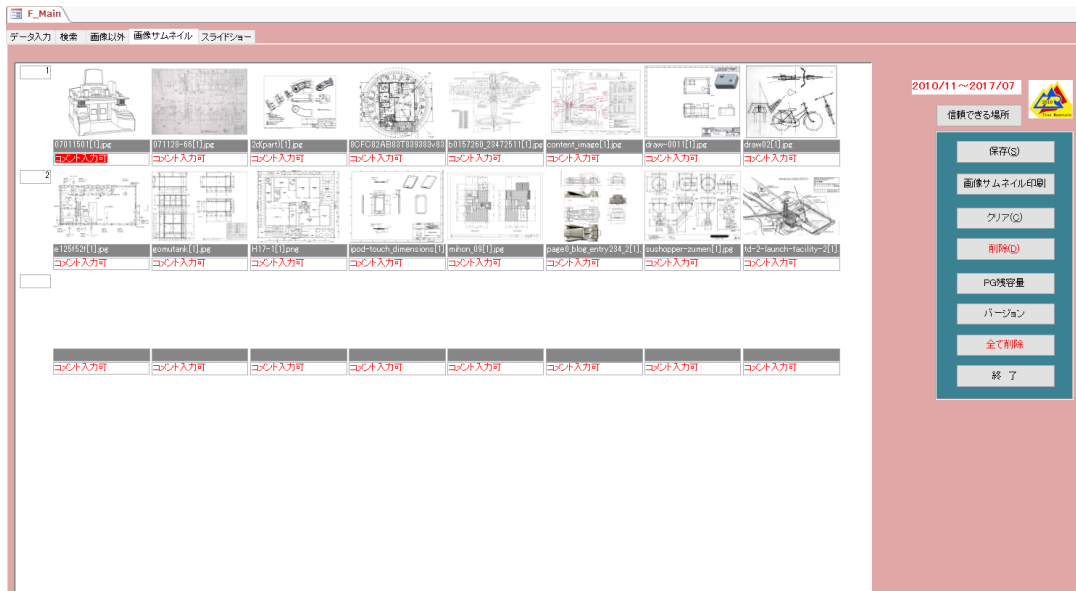 F_Main
データ入力 検索 画像以外 画像サムネイル スライドショー
1
07011501[1].jpg 071128-66[1].jpg 2d(part)[1].jpg 8CFC82AB83T839383v83 b0157260_23472511[1].jpg content_image[1].jpg draw-0011[1].jpg draw02[1].jpg
コメント入力可 コメント入力可 コメント入力可 コメント入力可 コメント入力可 コメント入力可 コメント入力可 コメント入力可
2
e125f52f[1].jpg gomutank[1].jpg H17-1[1].png ipod-touch_dimensions[1] mihon_09[1].jpg page0_blog_entry234_2[1]. sushopper-zumen[1].jpg td-2-launch-facility-2[1].
コメント入力可 コメント入力可 コメント入力可 コメント入力可 コメント入力可 コメント入力可 コメント入力可 コメント入力可
コメント入力可 コメント入力可 コメント入力可 コメント入力可 コメント入力可 コメント入力可 コメント入力可 コメント入力可
2010/11～2017/07
信頼できる場所
保存(S)
画像サムネイル印刷
クリア(C)
削除(D)
PG残容量
バージョン
全て削除
終 了